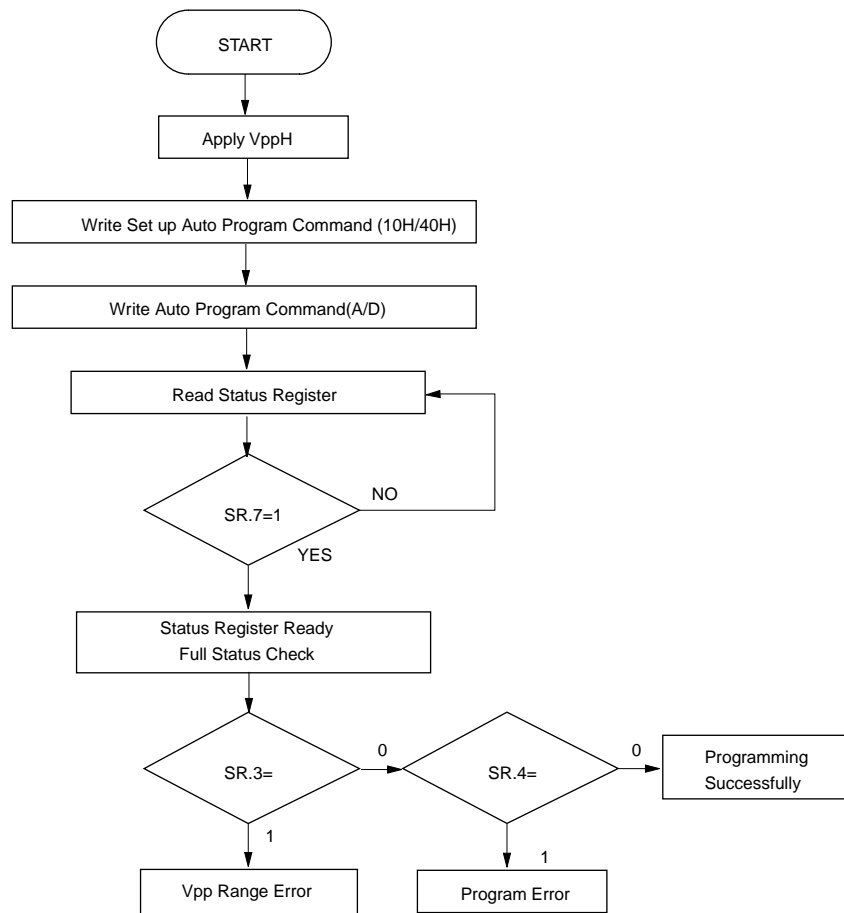 START
Apply VppH
Write Set up Auto Program Command (10H/40H)
Write Auto Program Command(A/D)
Read Status Register
NO
SR.7=1
YES
Status Register Ready
Full Status Check
0
0
SR.3=
SR.4=
Programming
Successfully
1
1
Vpp Range Error
Program Error